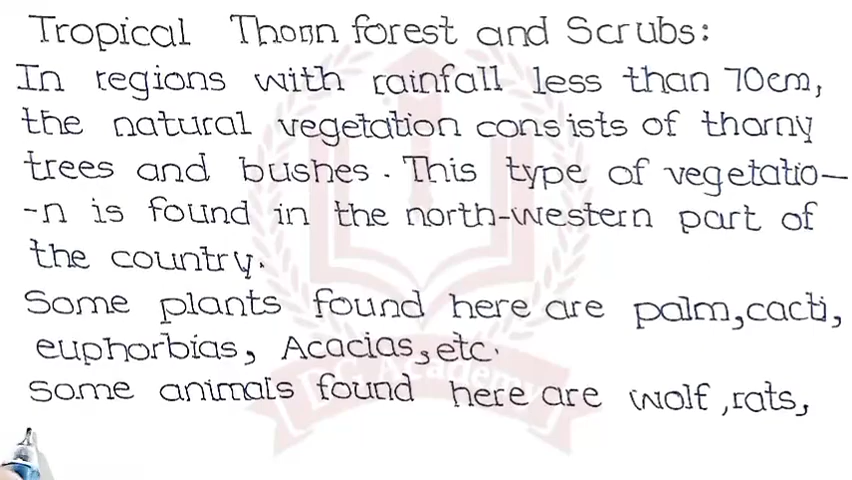 Tropical Thorn forest and Scrubs:
In regions with rainfall less than 70cm,
the natural vegetation consists of thorny
trees and bushes. This type of vegetatio-
-n is found in the north-western part of
the country.
Some plants found here are palm, cacti,
euphorbias, Acacias, etc.
Some animals found here are wolf, rats,
DG Academy